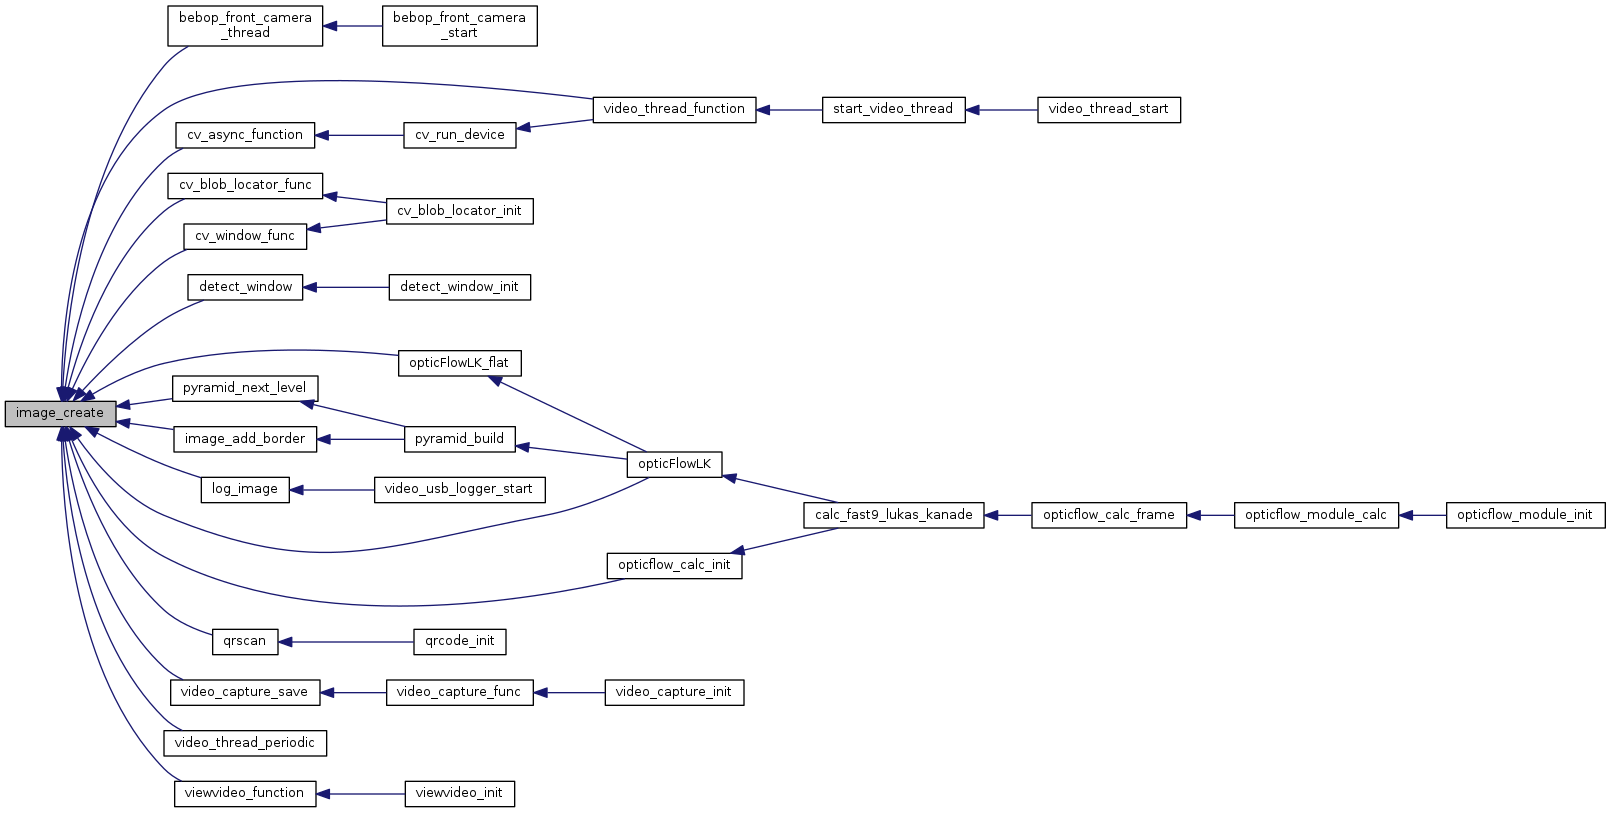 bebop_front_camera
_thread
bebop_front_camera
_start
video_thread_function
start_video_thread
video_thread_start
cv_async_function
cv_run_device
cv_blob_locator_func
cv_blob_locator_init
cv_window_func
detect_window
detect_window_init
opticFlowLK_flat
pyramid_next_level
image_create
image_add_border
pyramid_build
opticFlowLK
log_image
video_usb_logger_start
calc_fast9_lukas_kanade
opticflow_calc_frame
opticflow_module_calc
opticflow_module_init
opticflow_calc_init
qrscan
qrcode_init
video_capture_save
video_capture_func
video_capture_init
video_thread_periodic
viewvideo_function
viewvideo_init